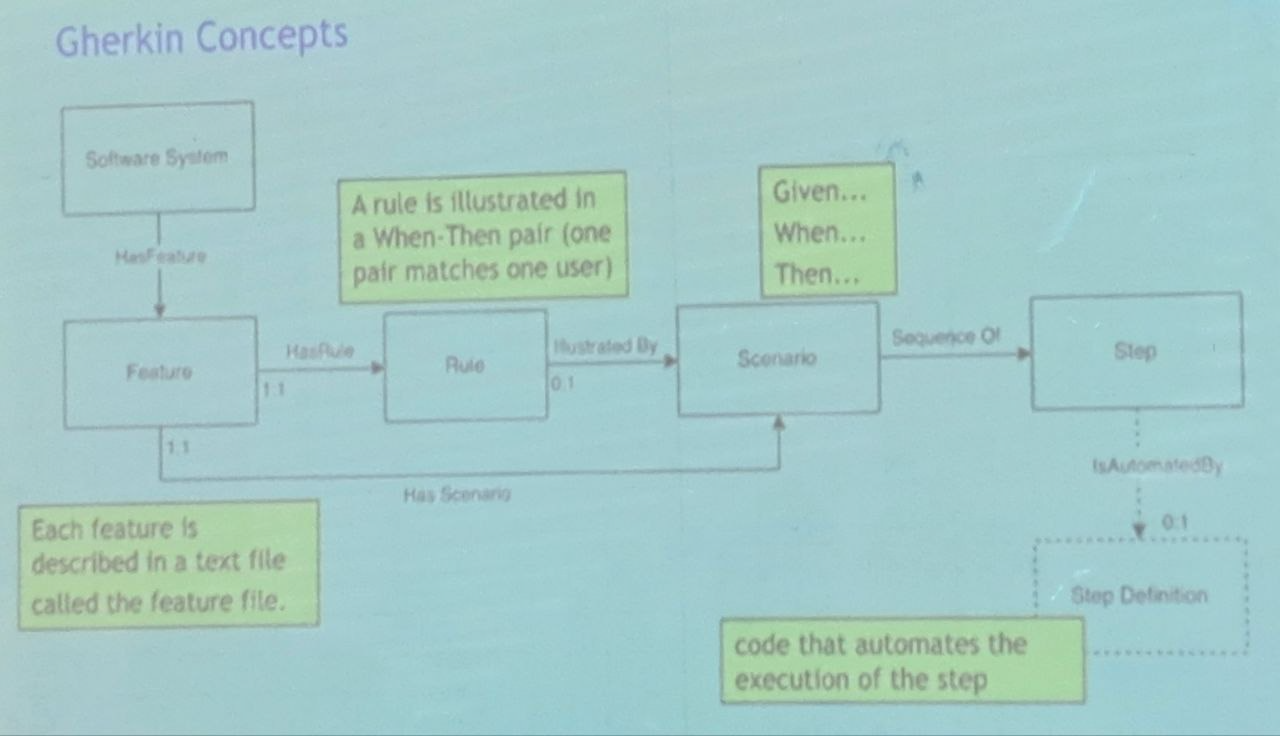 Gherkin Concepts
Software System
HasFeature
A rule is illustrated in
a When-Then pair (one
pair matches one user)
Given...
When...
Then...
Feature
HasRule
1:1
Rule
Illustrated By
0:1
Scenario
Sequence Of
Step
1:1
Has Scenario
IsAutomatedBy
0:1
Each feature is
described in a text file
called the feature file.
Step Definition
code that automates the
execution of the step